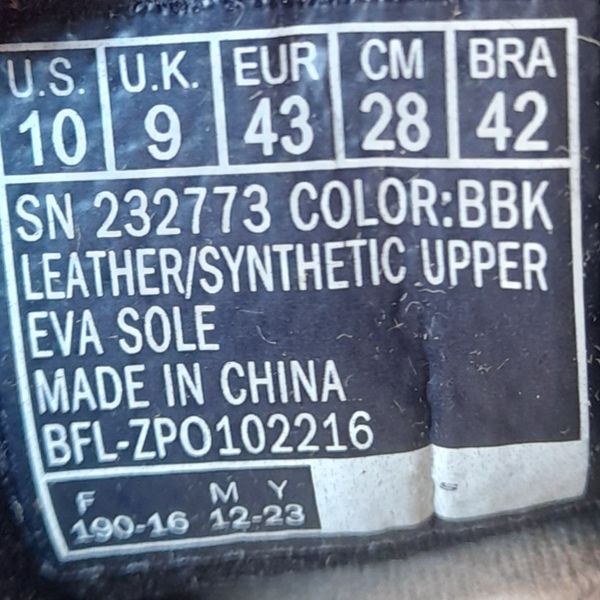 U.S. U.K. EUR CM BRA
10 9 43 28 42
SN 232773 COLOR:BBK
LEATHER/SYNTHETIC UPPER
EVA SOLE
MADE IN CHINA
BFL-ZPO102216
F M Y
190-16 12-23